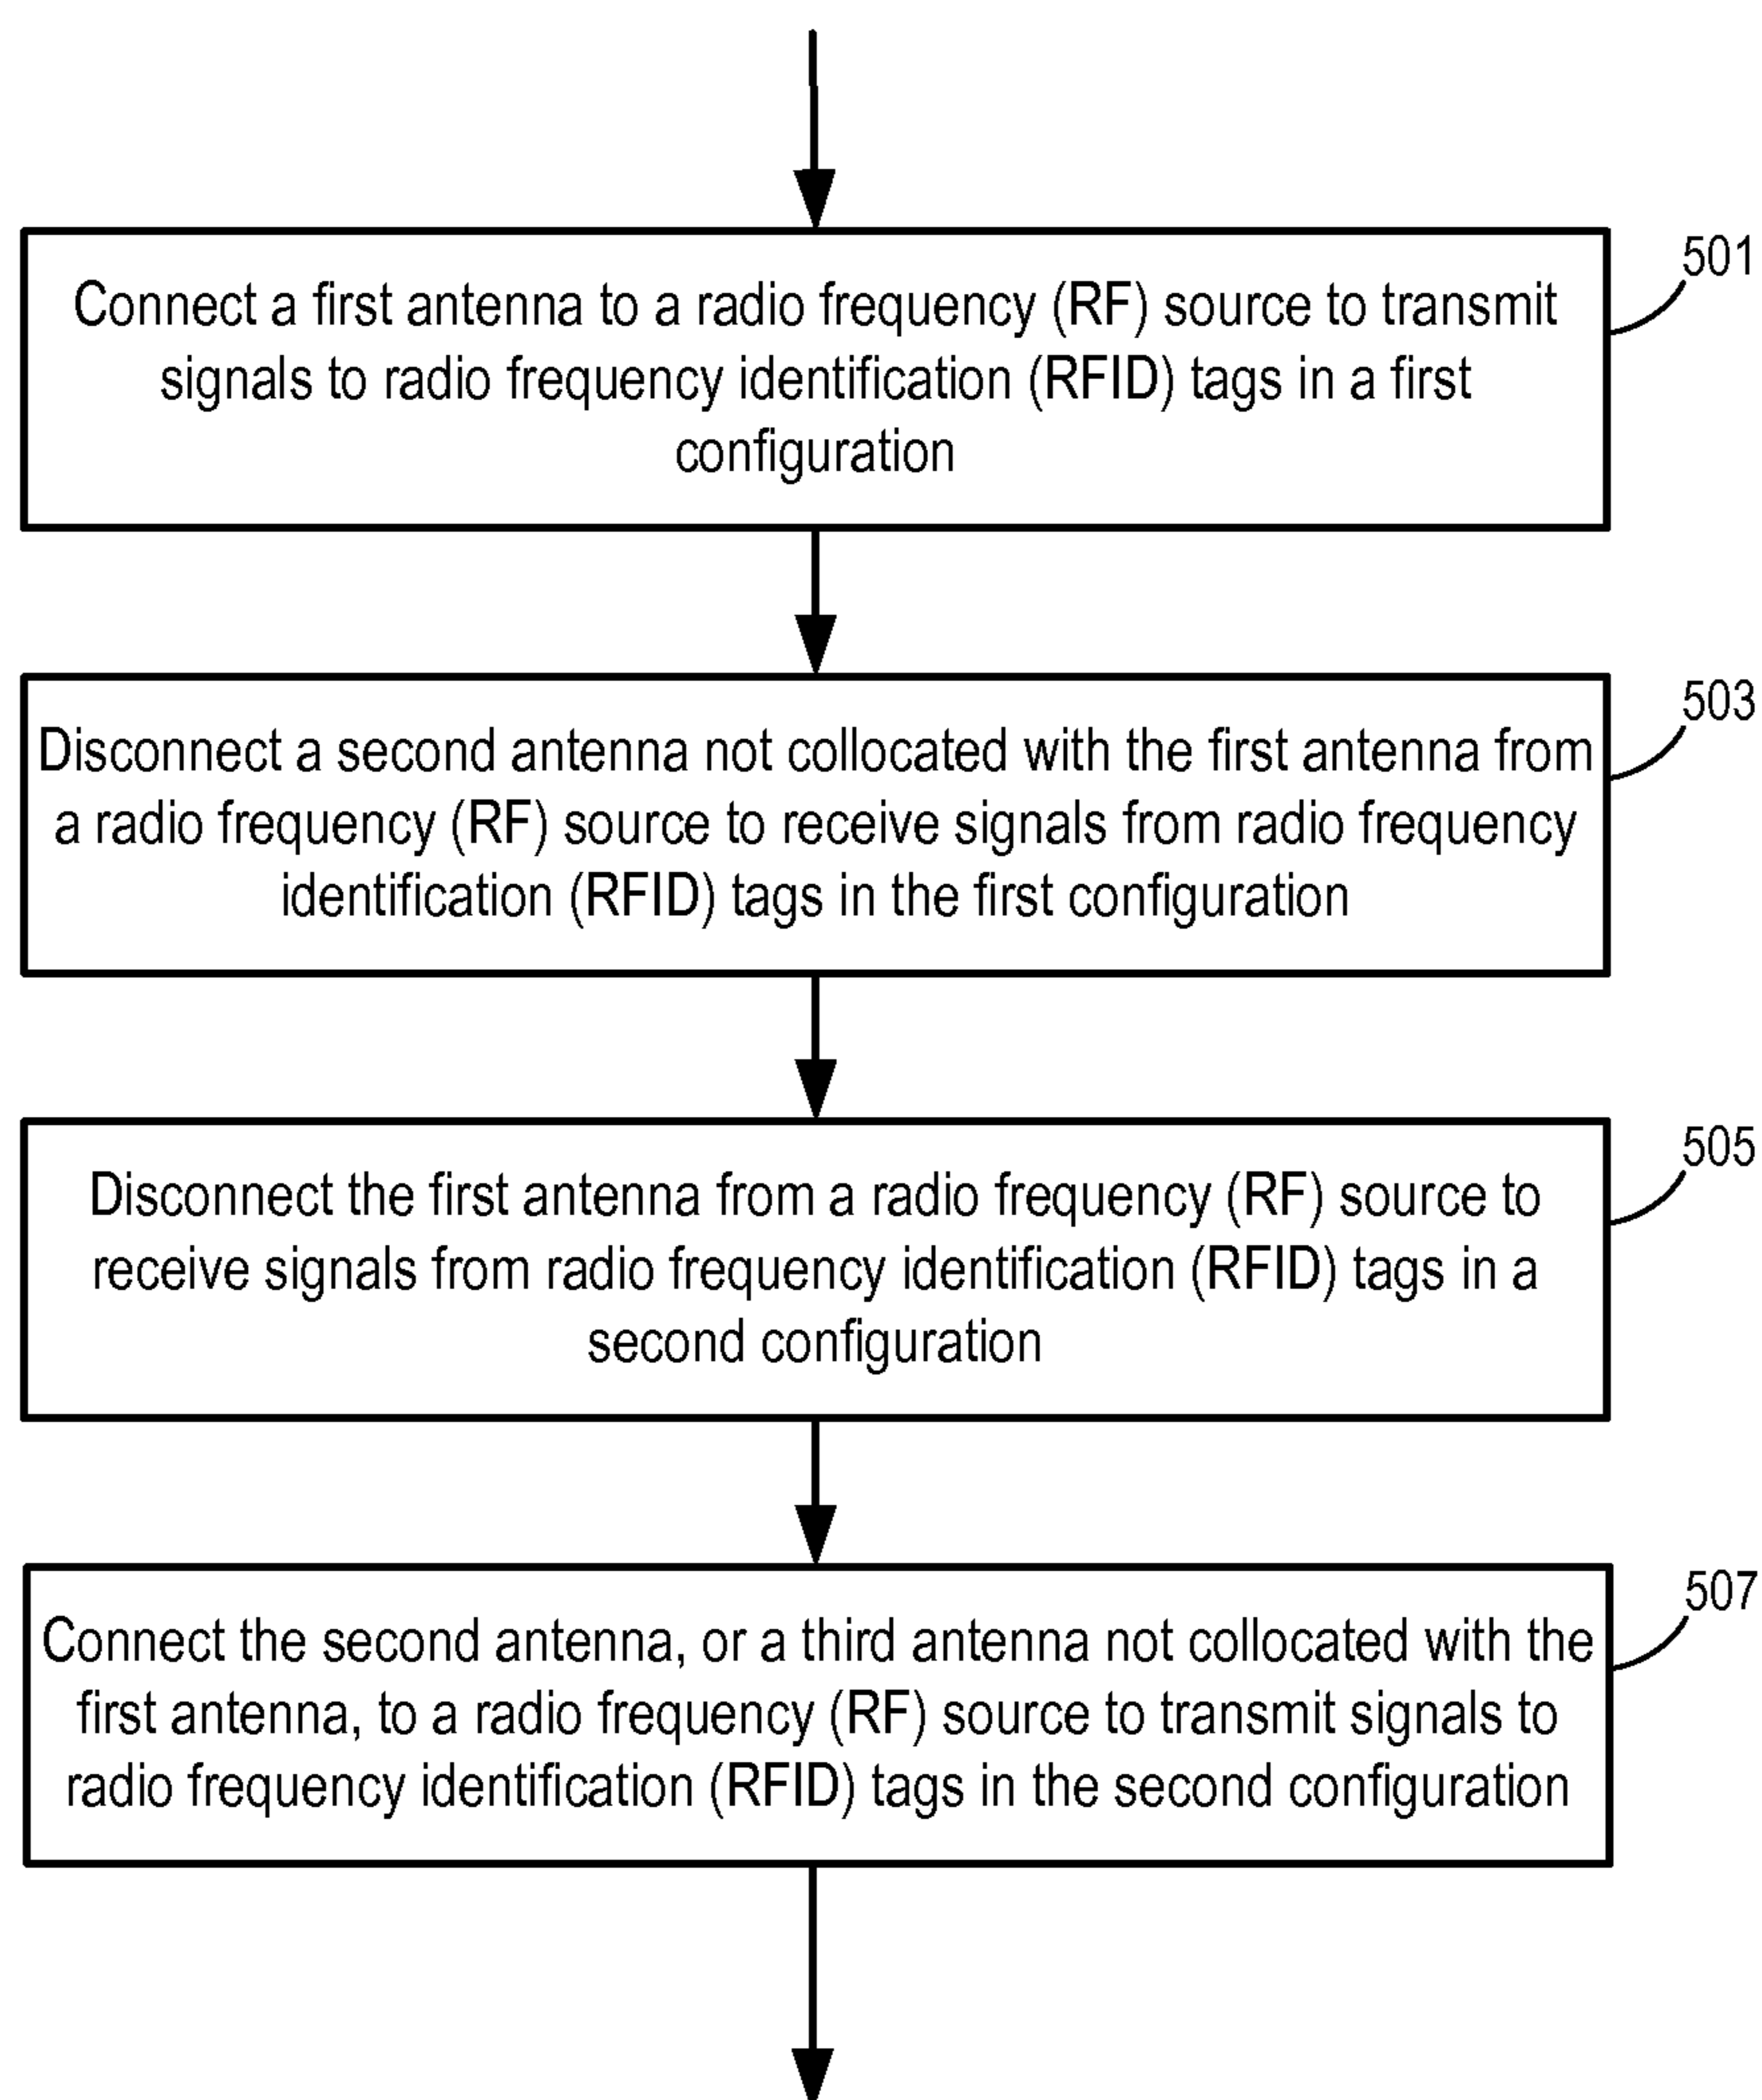 Connect a first antenna to a radio frequency (RF) source to transmit
signals to radio frequency identification (RFID) tags in a first
configuration
501
Disconnect a second antenna not collocated with the first antenna from
a radio frequency (RF) source to receive signals from radio frequency
identification (RFID) tags in the first configuration
503
Disconnect the first antenna from a radio frequency (RF) source to
receive signals from radio frequency identification (RFID) tags in a
second configuration
505
Connect the second antenna, or a third antenna not collocated with the
first antenna, to a radio frequency (RF) source to transmit signals to
radio frequency identification (RFID) tags in the second configuration
507